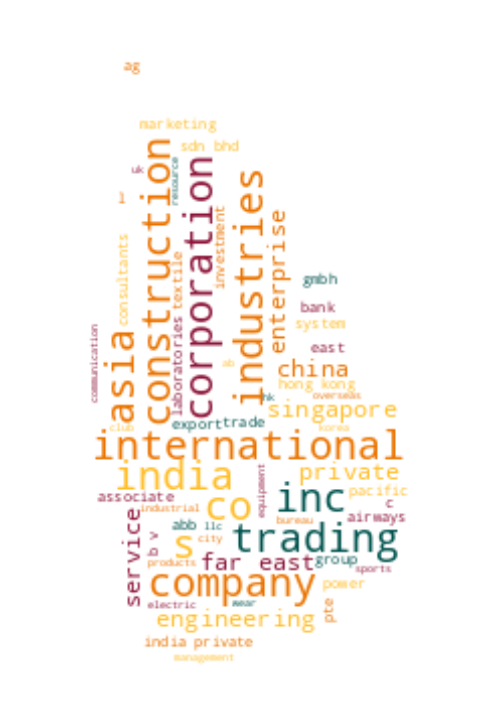 ag
marketing
sdn bhd
construction
corporation
industries
resource
uk
l
investment
enterprise
consultants
textile
gmbh
bank
system
laboratories
communication
asia
east
china
sb
hong kong
hk
overseas
singapore
export
trade
club
korea
international
india
private
equipment
associate
co
inc
pacific
c
industrial
service
abb
llc
bureau
airways
b v
s
city
trading
products
far east
group
sports
company
power
electric
wear
pte
engineering
india private
management